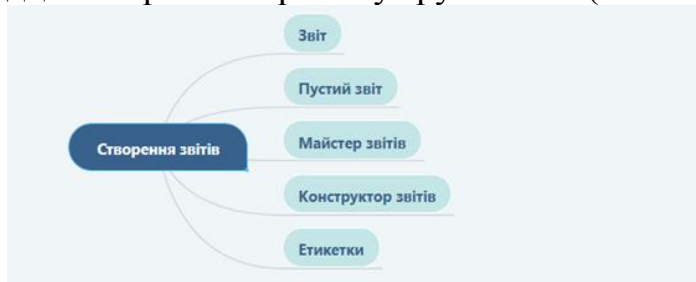 Звіт
Пустий звіт
Створення звітів
Майстер звітів
Конструктор звітів
Етикетки